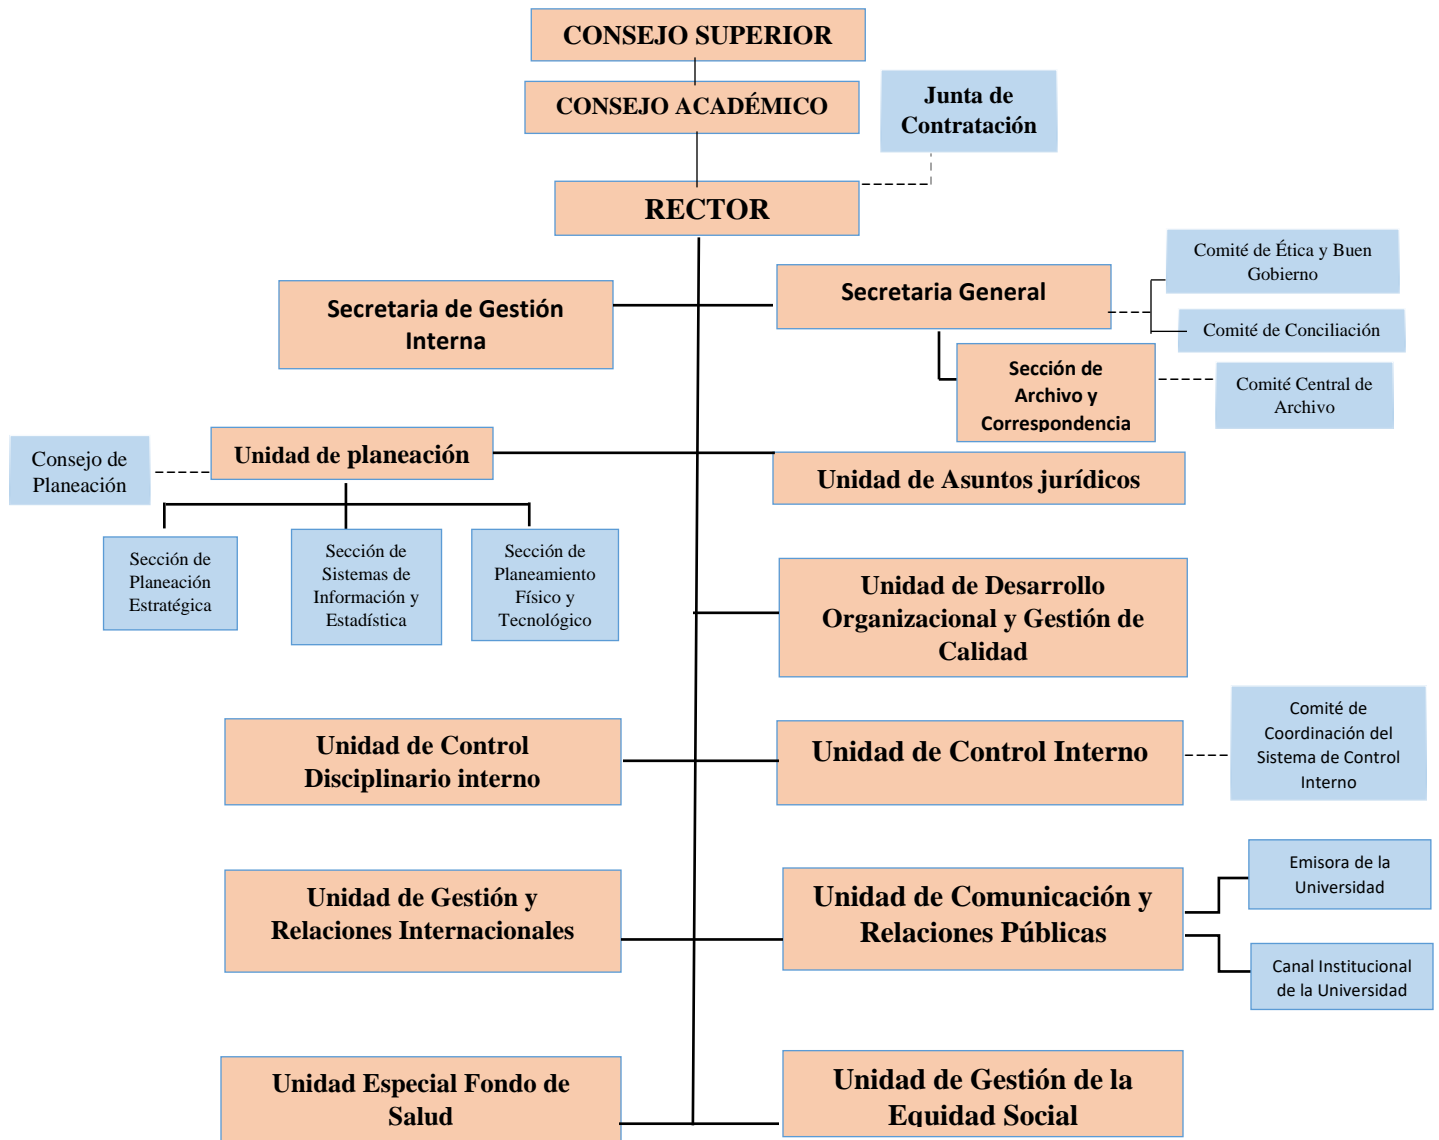 CONSEJO SUPERIOR
CONSEJO ACADÉMICO
Junta de
Contratación
RECTOR
Comité de Ética y Buen
Gobierno
Secretaria General
Secretaria de Gestión
Interna
Comité de Conciliación
Sección de
Archivo y
Correspondencia
Comité Central de
Archivo
Consejo de
Planeación
Unidad de planeación
Unidad de Asuntos jurídicos
Sección de
Planeación
Estratégica
Sección de
Sistemas de
Información y
Estadística
Sección de
Planeamiento
Físico y
Tecnológico
Unidad de Desarrollo
Organizacional y Gestión de
Calidad
Unidad de Control
Disciplinario interno
Unidad de Control Interno
Comité de
Coordinación del
Sistema de Control
Interno
Unidad de Gestión y
Relaciones Internacionales
Unidad de Comunicación y
Relaciones Públicas
Emisora de la
Universidad
Canal Institucional
de la Universidad
Unidad Especial Fondo de
Salud
Unidad de Gestión de la
Equidad Social